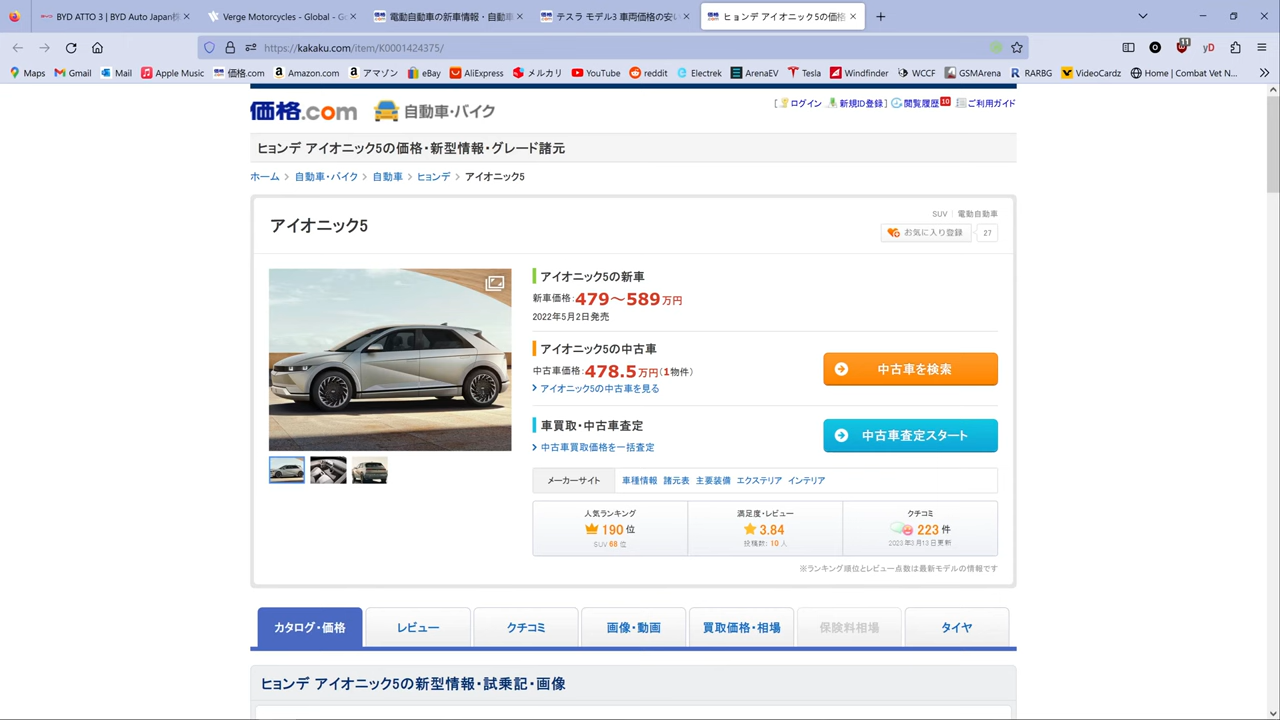 BYD ATTO 3 | BYD Auto Japan株
Verge Motorcycles - Global - Go
電動自動車の新車情報・自動車
テスラ モデル3 車両価格の安い
ヒョンデ アイオニック5の価格
https://kakaku.com/item/K0001424375/
11
yD
Maps Gmail Mail Apple Music 価格.com Amazon.com アマゾン eBay AliExpress メルカリ YouTube reddit Electrek ArenaEV Tesla Windfinder WCCF GSMArena RARBG VideoCardz Home | Combat Vet N...
価格.com 自動車・バイク
[ ログイン 新規ID登録 ] 閲覧履歴 10 ご利用ガイド
ヒョンデ アイオニック5の価格・新型情報・グレード諸元
ホーム > 自動車・バイク > 自動車 > ヒョンデ > アイオニック5
SUV | 電動自動車
アイオニック5
お気に入り登録 27
アイオニック5の新車
新車価格:479～589万円
2022年5月2日発売
アイオニック5の中古車
中古車価格:478.5万円(1物件)
アイオニック5の中古車を見る
中古車を検索
車買取・中古車査定
中古車買取価格を一括査定
中古車査定スタート
メーカーサイト 車種情報 諸元表 主要装備 エクステリア インテリア
人気ランキング 満足度・レビュー クチコミ
190位 3.84 223件
SUV 68 位 投稿数: 10 人 2023年3月13日更新
※ランキング順位とレビュー点数は最新モデルの情報です
カタログ・価格 レビュー クチコミ 画像・動画 買取価格・相場 保険料相場 タイヤ
ヒョンデ アイオニック5の新型情報・試乗記・画像